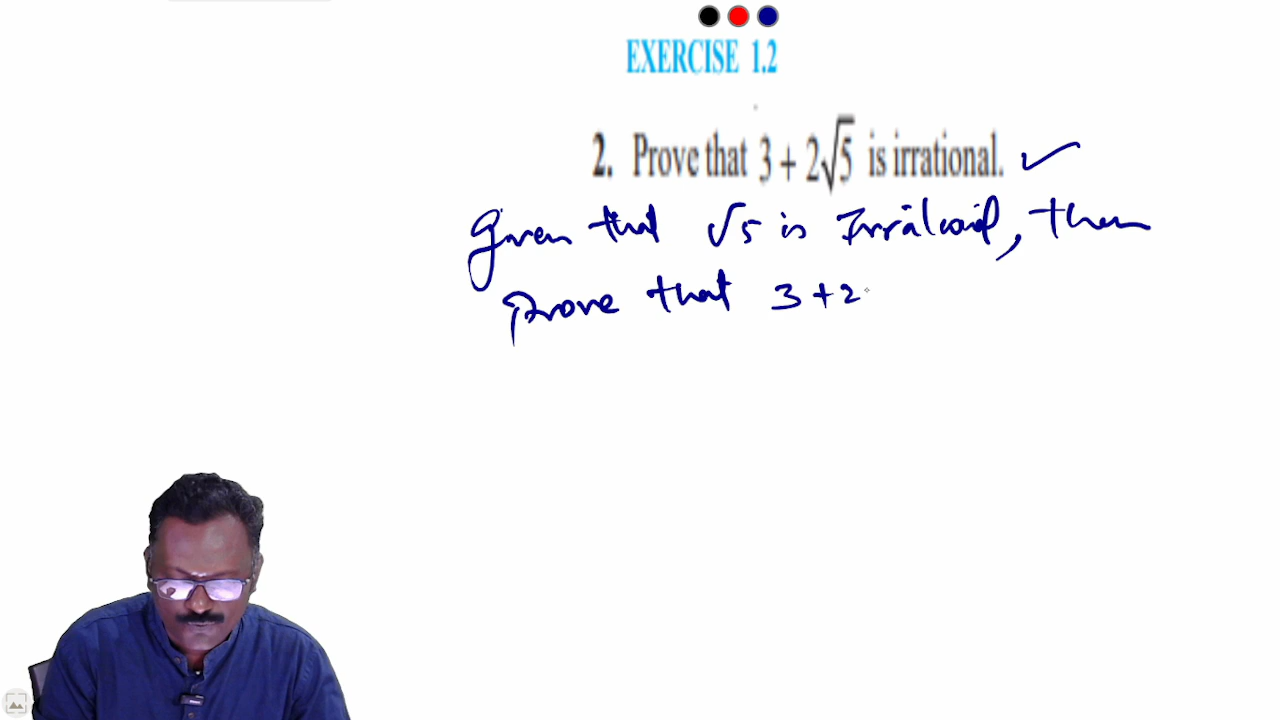 EXERCISE 1.2
2. Prove that 3 + 2√5 is irrational.
Given that √5 is Irrational, then
prove that 3 + 2